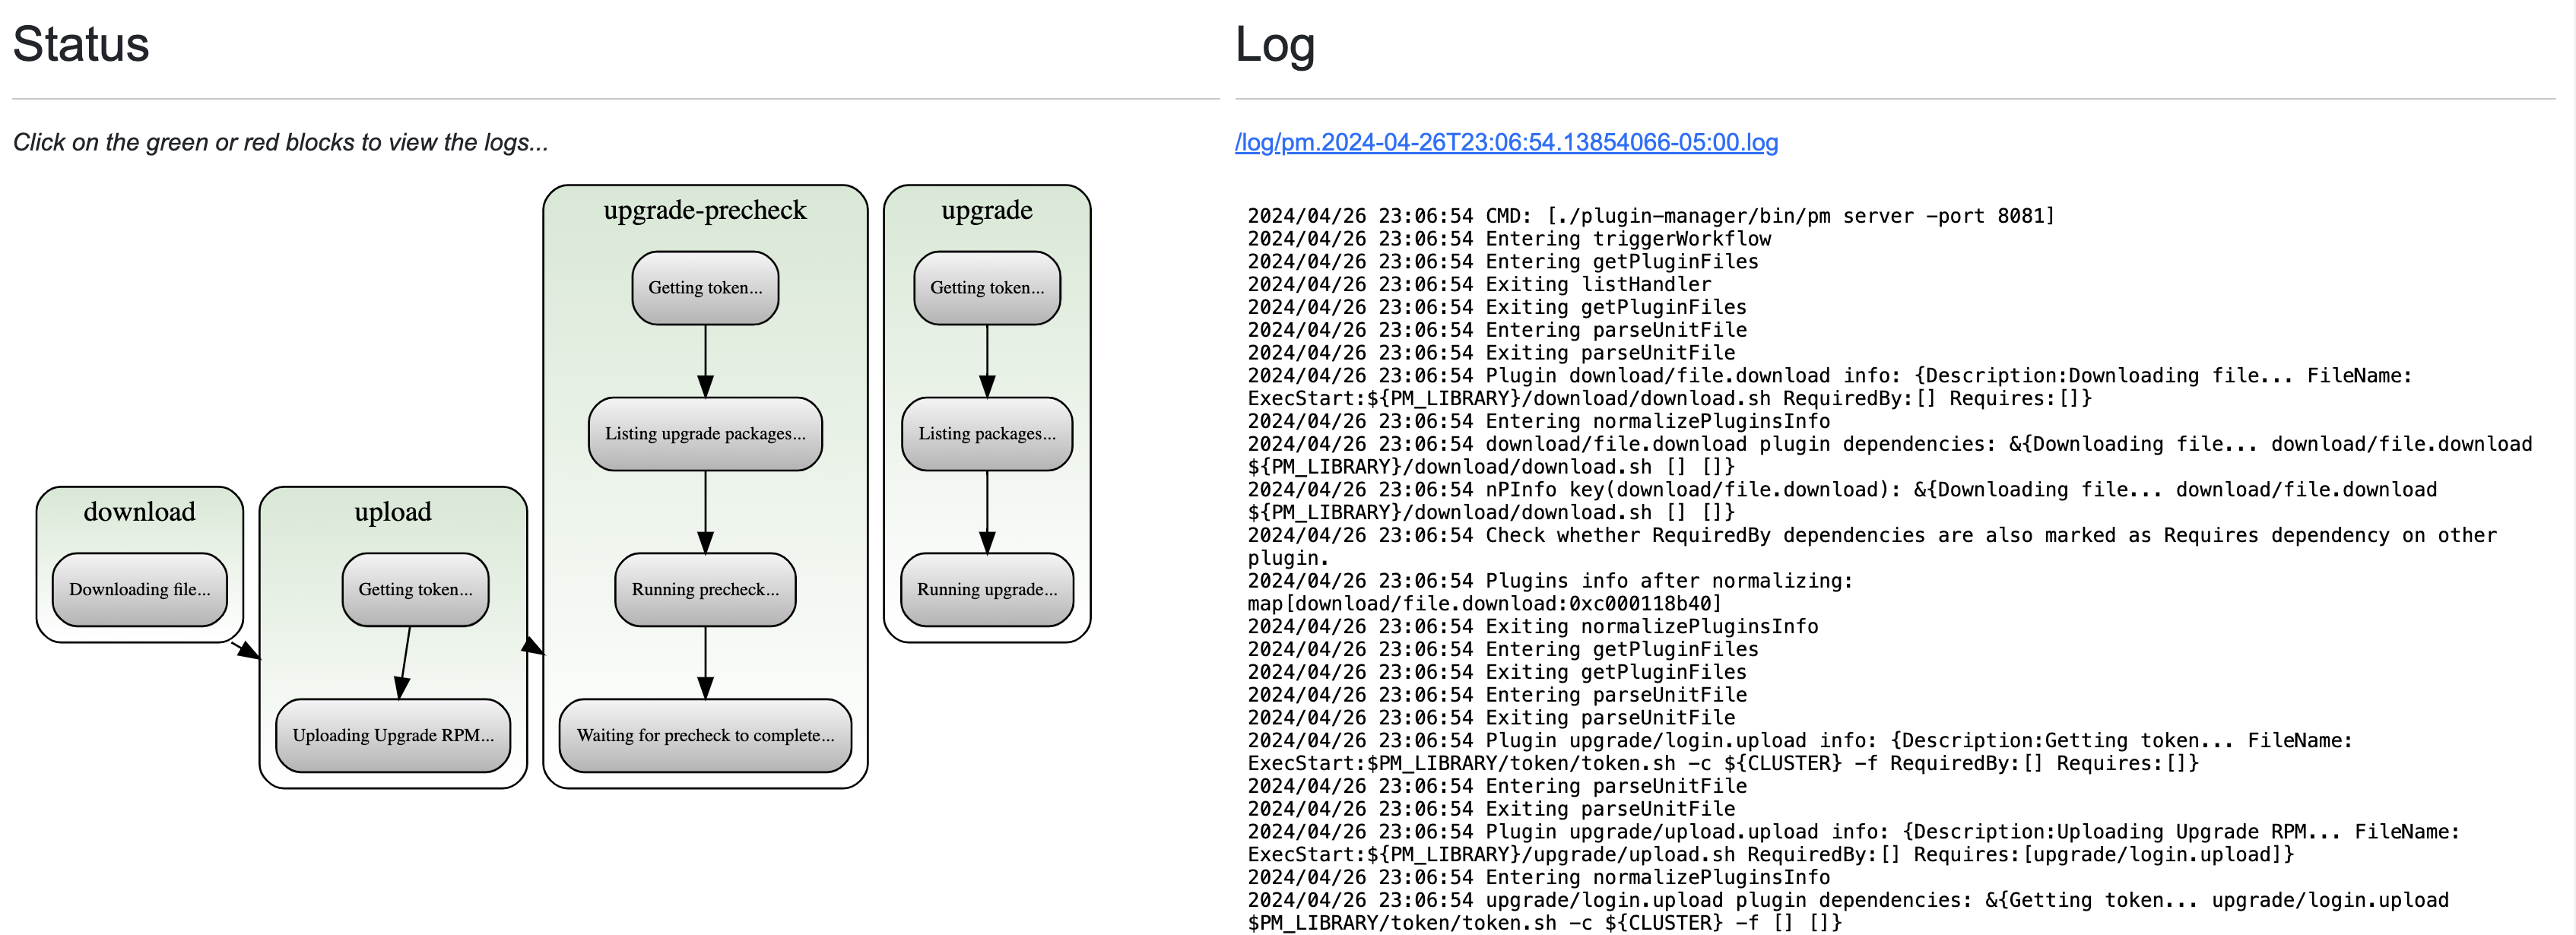 Status
Click on the green or red blocks to view the logs...
upgrade-precheck
Getting token...
Listing upgrade packages...
Running precheck...
Waiting for precheck to complete...
upgrade
Getting token...
Listing packages...
Running upgrade...
download
Downloading file...
upload
Getting token...
Uploading Upgrade RPM...
Log
/log/pm.2024-04-26T23:06:54.13854066-05:00.log
2024/04/26 23:06:54 CMD: [./plugin-manager/bin/pm server -port 8081]
2024/04/26 23:06:54 Entering triggerWorkflow
2024/04/26 23:06:54 Entering getPluginFiles
2024/04/26 23:06:54 Exiting listHandler
2024/04/26 23:06:54 Exiting getPluginFiles
2024/04/26 23:06:54 Entering parseUnitFile
2024/04/26 23:06:54 Exiting parseUnitFile
2024/04/26 23:06:54 Plugin download/file.download info: {Description:Downloading file... FileName:
ExecStart:${PM_LIBRARY}/download/download.sh RequiredBy:[] Requires:[]}
2024/04/26 23:06:54 Entering normalizePluginsInfo
2024/04/26 23:06:54 download/file.download plugin dependencies: &{Downloading file... download/file.download
${PM_LIBRARY}/download/download.sh [] []}
2024/04/26 23:06:54 nPInfo key(download/file.download): &{Downloading file... download/file.download
${PM_LIBRARY}/download/download.sh [] []}
2024/04/26 23:06:54 Check whether RequiredBy dependencies are also marked as Requires dependency on other
plugin.
2024/04/26 23:06:54 Plugins info after normalizing:
map[download/file.download:0xc000118b40]
2024/04/26 23:06:54 Exiting normalizePluginsInfo
2024/04/26 23:06:54 Entering getPluginFiles
2024/04/26 23:06:54 Exiting getPluginFiles
2024/04/26 23:06:54 Entering parseUnitFile
2024/04/26 23:06:54 Exiting parseUnitFile
2024/04/26 23:06:54 Plugin upgrade/login.upload info: {Description:Getting token... FileName:
ExecStart:$PM_LIBRARY/token/token.sh -c ${CLUSTER} -f RequiredBy:[] Requires:[]}
2024/04/26 23:06:54 Entering parseUnitFile
2024/04/26 23:06:54 Exiting parseUnitFile
2024/04/26 23:06:54 Plugin upgrade/upload.upload info: {Description:Uploading Upgrade RPM... FileName:
ExecStart:${PM_LIBRARY}/upgrade/upload.sh RequiredBy:[] Requires:[upgrade/login.upload]}
2024/04/26 23:06:54 Entering normalizePluginsInfo
2024/04/26 23:06:54 upgrade/login.upload plugin dependencies: &{Getting token... upgrade/login.upload
$PM_LIBRARY/token/token.sh -c ${CLUSTER} -f [] []}